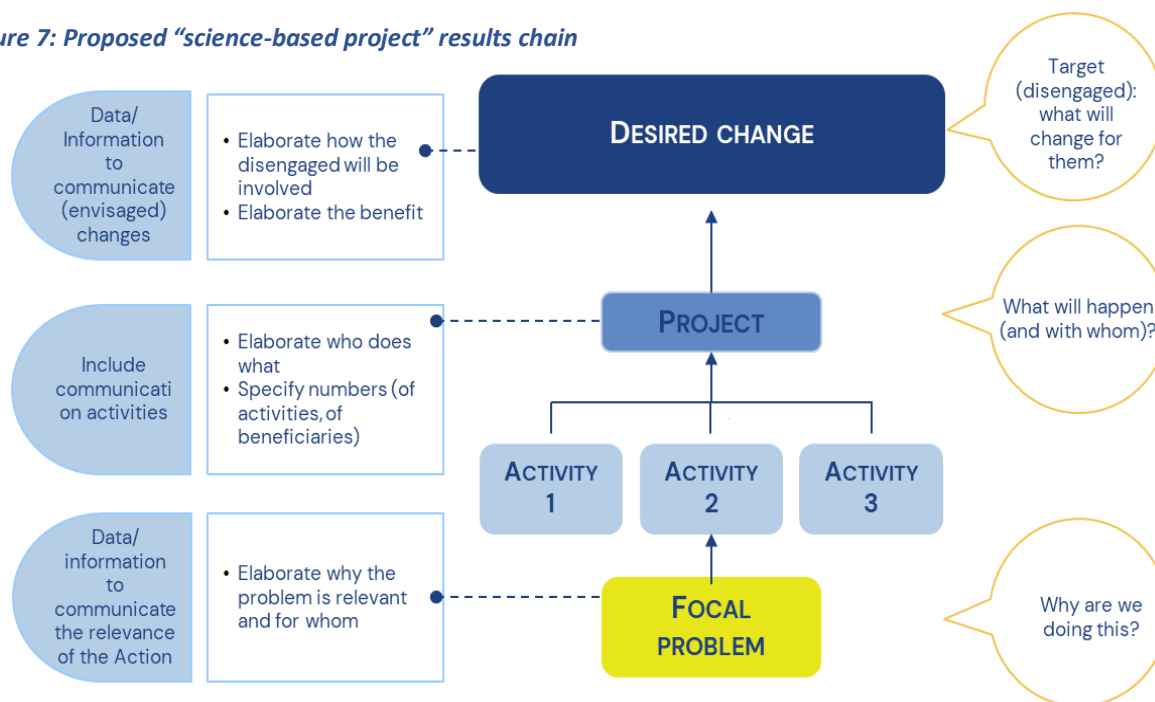 ure 7: Proposed “science-based project” results chain
Data/
Information
to
communicate
(envisaged)
changes
• Elaborate how the
disengaged will be
involved
• Elaborate the benefit
DESIRED CHANGE
Target
(disengaged):
what will
change for
them?
Include
communicati
on activities
• Elaborate who does
what
• Specify numbers (of
activities, of
beneficiaries)
PROJECT
What will happen
(and with whom)?
ACTIVITY
1
ACTIVITY
2
ACTIVITY
3
Data/
information
to
communicate
the relevance
of the Action
• Elaborate why the
problem is relevant
and for whom
FOCAL
PROBLEM
Why are we
doing this?